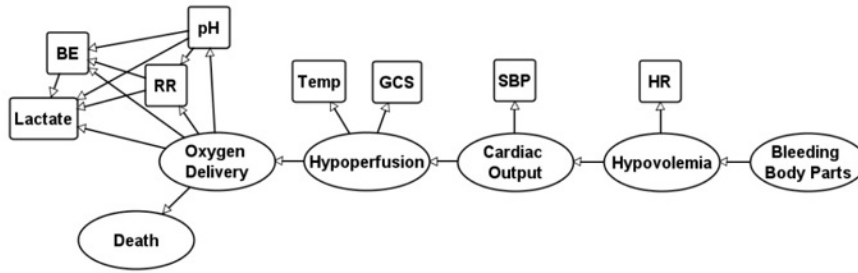 pH
BE
RR
Lactate
Temp
GCS
SBP
HR
Oxygen
Delivery
Hypoperfusion
Cardiac
Output
Hypovolemia
Bleeding
Body Parts
Death